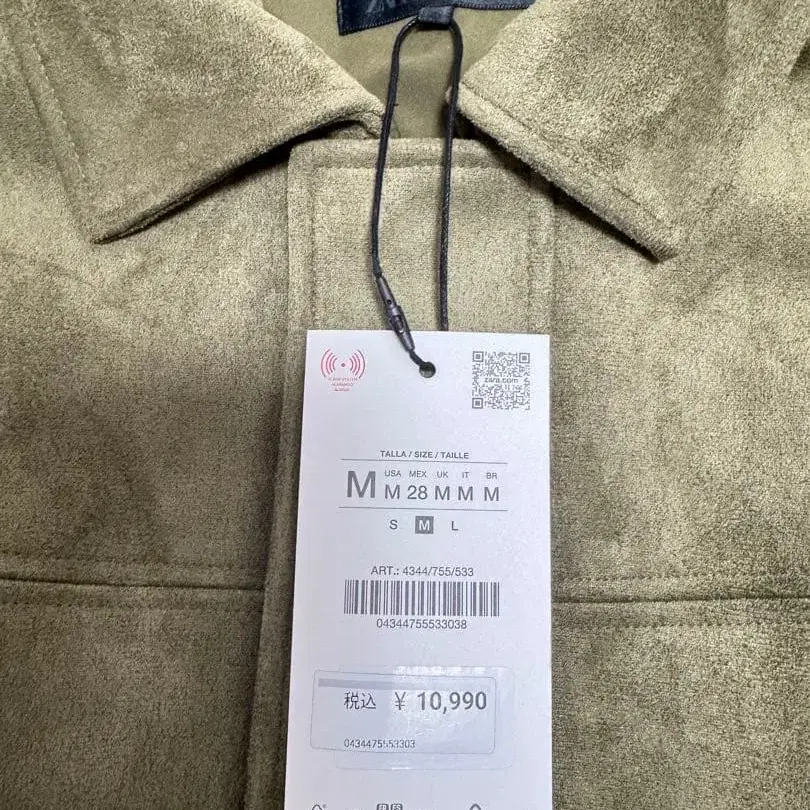 zara.com
TALLA / SIZE / TAILLE
USA MEX UK IT BR
M M 28 M M M
S M L
ART.: 4344/755/533
04344755533038
税込 ¥ 10,990
0434475553303